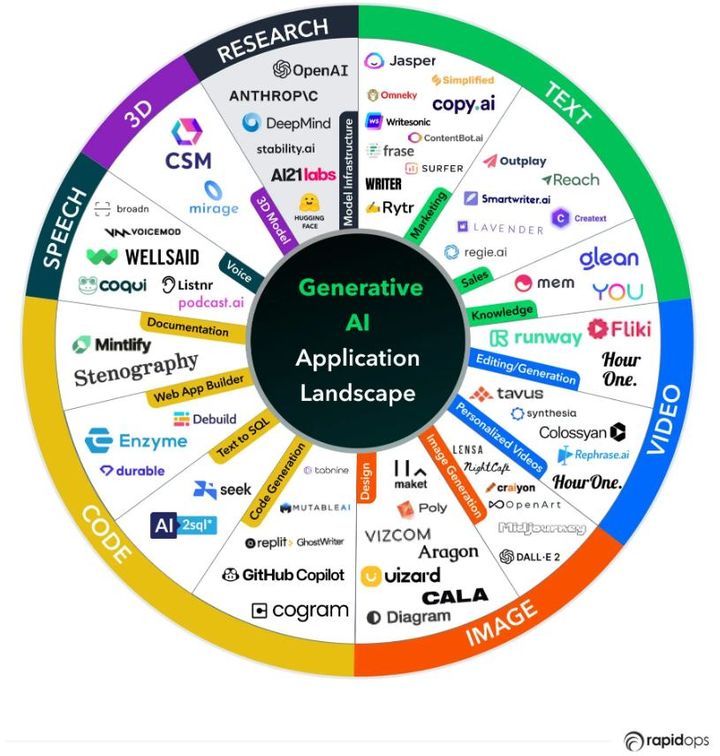 RESEARCH
OpenAI
ANTHROP\C
DeepMind
stability.ai
AI21labs
HUGGING
FACE
Model Infrastructure
TEXT
Jasper
Simplified
Omneky
copy.ai
WS Writesonic
ContentBot.ai
frase
SURFER
WRITER
Rytr
Marketing
Outplay
Reach
Smartwriter.ai
Creatext
LAVENDER
regie.ai
Sales
glean
mem
YOU
Knowledge
VIDEO
runway
Fliki
Hour
One.
Editing/Generation
tavus
synthesia
Colossyan
Rephrase.ai
HourOne.
Personalized Videos
IMAGE
LENSA
NightCafe
craiyon
OpenArt
Midjourney
DALL·E 2
Image Generation
maket
Poly
VIZCOM
Aragon
uizard
CALA
Diagram
Design
CODE
tabnine
MUTABLEAI
replit GhostWriter
GitHub Copilot
cogram
Code Generation
seek
AI 2sql*
Text to SQL
Debuild
Enzyme
durable
Web App Builder
Mintlify
Stenography
Documentation
SPEECH
broadn
VOICEMOD
WELLSAID
coqui
Listnr
podcast.ai
Voice
3D
CSM
mirage
3D Model
Generative
AI
Application
Landscape
rapidops